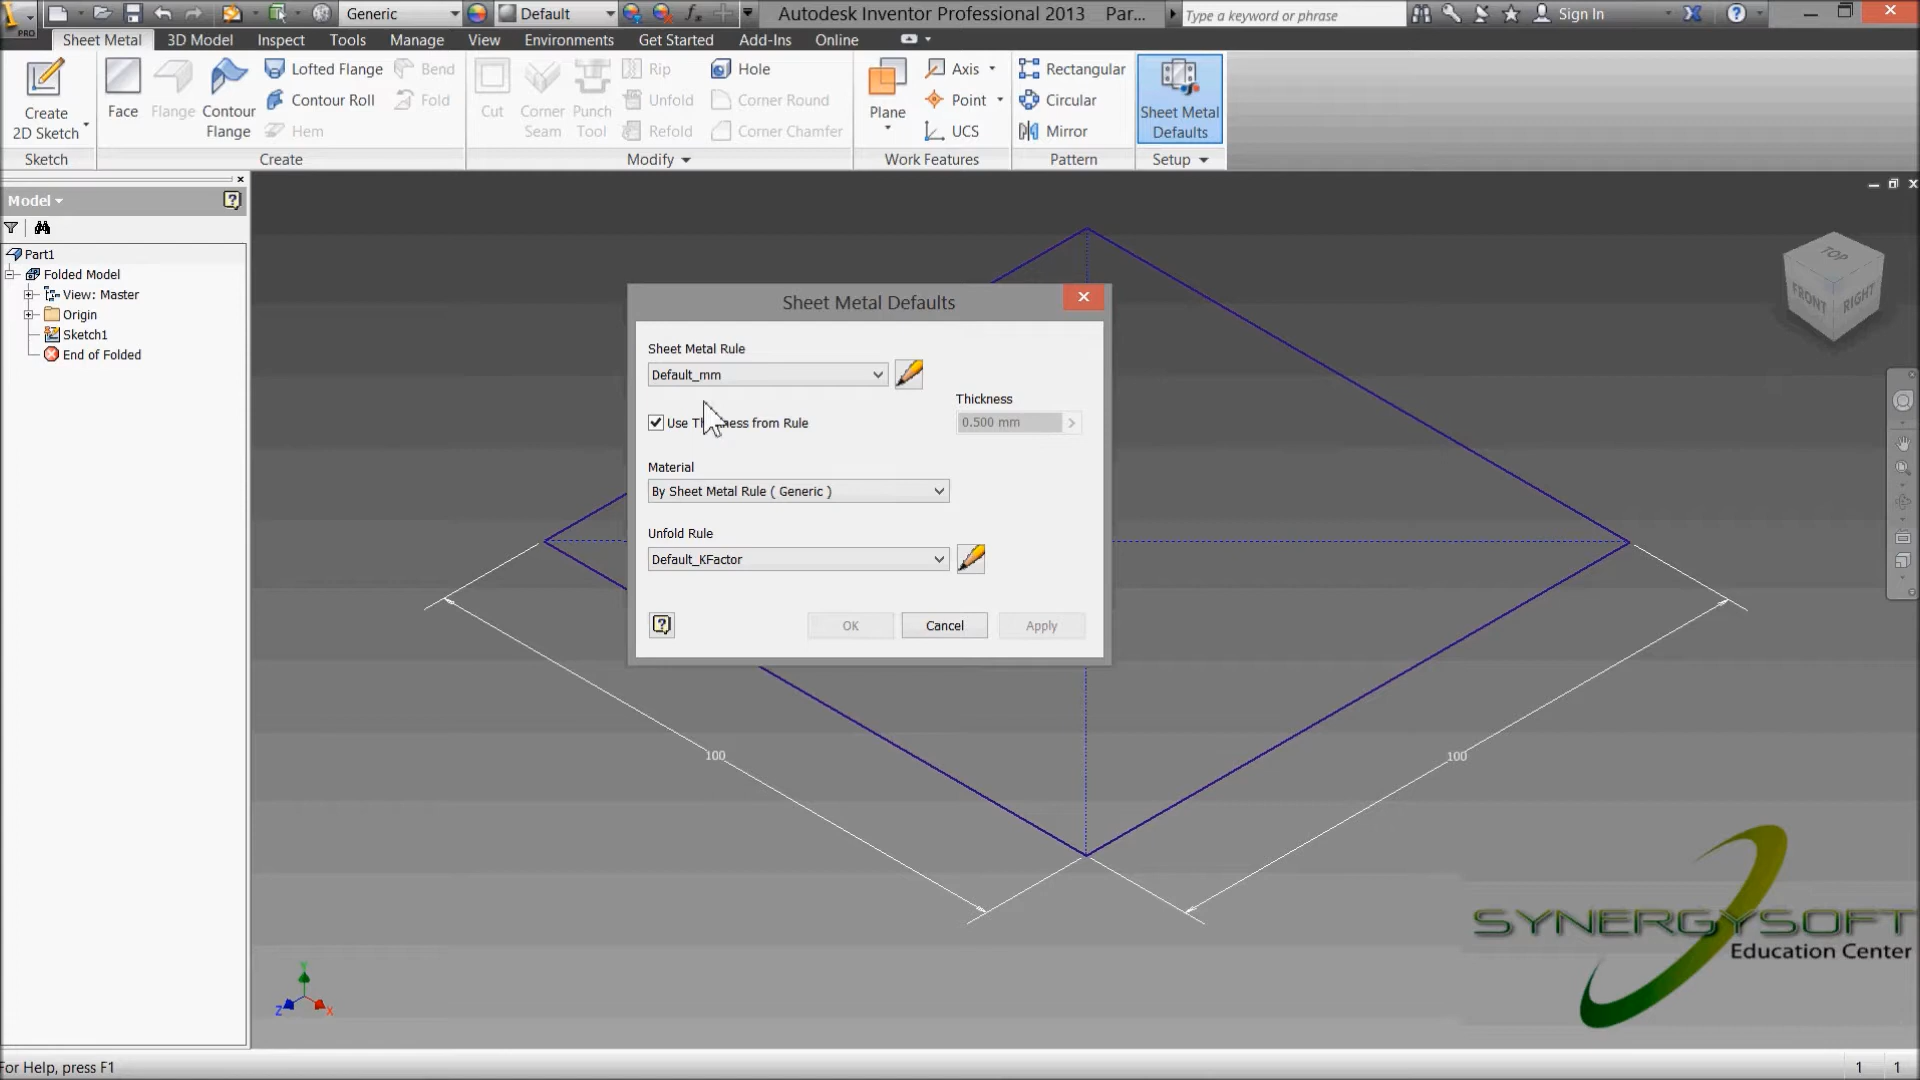 PRO
Generic
Default
Autodesk Inventor Professional 2013 Par...
Type a keyword or phrase
Sign In
Sheet Metal 3D Model Inspect Tools Manage View Environments Get Started Add-Ins Online
Create
2D Sketch
Sketch
Face
Flange
Contour
Flange
Lofted Flange
Contour Roll
Hem
Bend
Fold
Create
Cut
Corner
Seam
Punch
Tool
Rip
Unfold
Refold
Hole
Corner Round
Corner Chamfer
Modify
Plane
Axis
Point
UCS
Work Features
Rectangular
Circular
Mirror
Pattern
Sheet Metal
Defaults
Setup
Model
Part1
Folded Model
View: Master
Origin
Sketch1
End of Folded
Sheet Metal Defaults
Sheet Metal Rule
Default_mm
Thickness
Use Th ness from Rule
0.500 mm
Material
By Sheet Metal Rule ( Generic )
Unfold Rule
Default_KFactor
OK Cancel Apply
TOP
FRONT
RIGHT
100
100
Y
Z
X
SYNERGYSOFT
Education Center
For Help, press F1
1 1